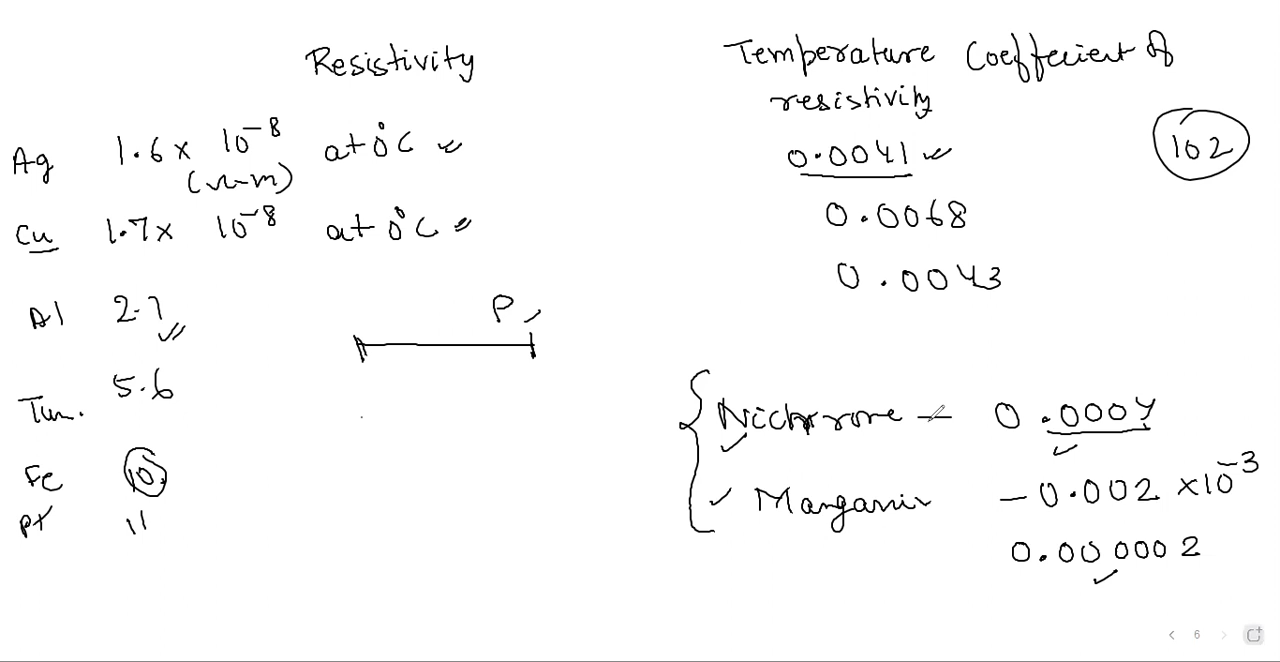 Resistivity
Temperature Coefficient of
resistivity
Ag 1.6 x 10⁻⁸ at 0°C 0.0041
(Ω-m)
102
Cu 1.7 x 10⁻⁸ at 0°C 0.0068
Al 2.7 0.0043
ρ
Tun. 5.6
Nichrome – 0.0004
Fe 10.
Manganin – 0.002 x 10⁻³
Pt 11
0.000002
6